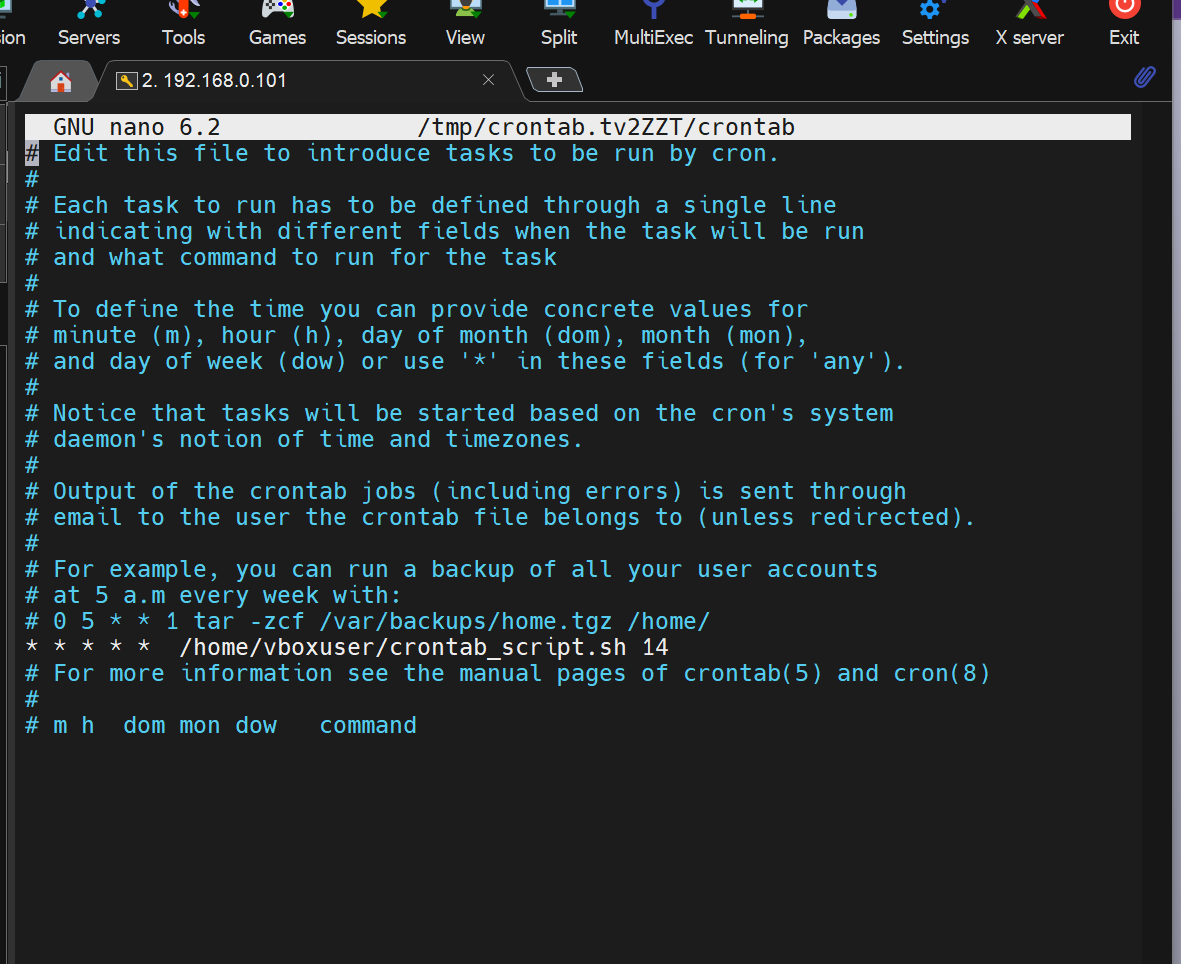 Servers Tools Games Sessions View Split MultiExec Tunneling Packages Settings X server Exit
2. 192.168.0.101
GNU nano 6.2 /tmp/crontab.tv2ZZT/crontab
# Edit this file to introduce tasks to be run by cron.
#
# Each task to run has to be defined through a single line
# indicating with different fields when the task will be run
# and what command to run for the task
#
# To define the time you can provide concrete values for
# minute (m), hour (h), day of month (dom), month (mon),
# and day of week (dow) or use '*' in these fields (for 'any').
#
# Notice that tasks will be started based on the cron's system
# daemon's notion of time and timezones.
#
# Output of the crontab jobs (including errors) is sent through
# email to the user the crontab file belongs to (unless redirected).
#
# For example, you can run a backup of all your user accounts
# at 5 a.m every week with:
# 0 5 * * 1 tar -zcf /var/backups/home.tgz /home/
* * * * *  /home/vboxuser/crontab_script.sh 14
# For more information see the manual pages of crontab(5) and cron(8)
#
# m h  dom mon dow   command